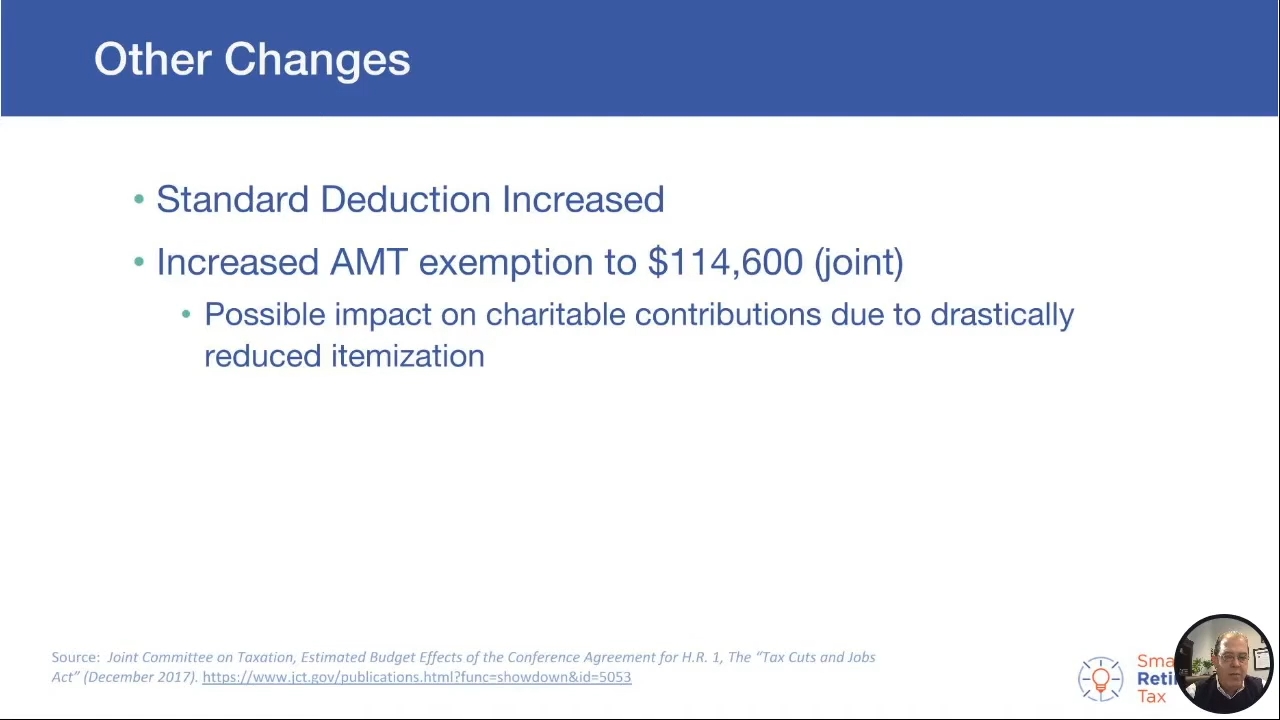 Other Changes
• Standard Deduction Increased
• Increased AMT exemption to $114,600 (joint)
• Possible impact on charitable contributions due to drastically
reduced itemization
Source: Joint Committee on Taxation, Estimated Budget Effects of the Conference Agreement for H.R. 1, The “Tax Cuts and Jobs
Act” (December 2017). https://www.jct.gov/publications.html?func=showdown&id=5053
Tax